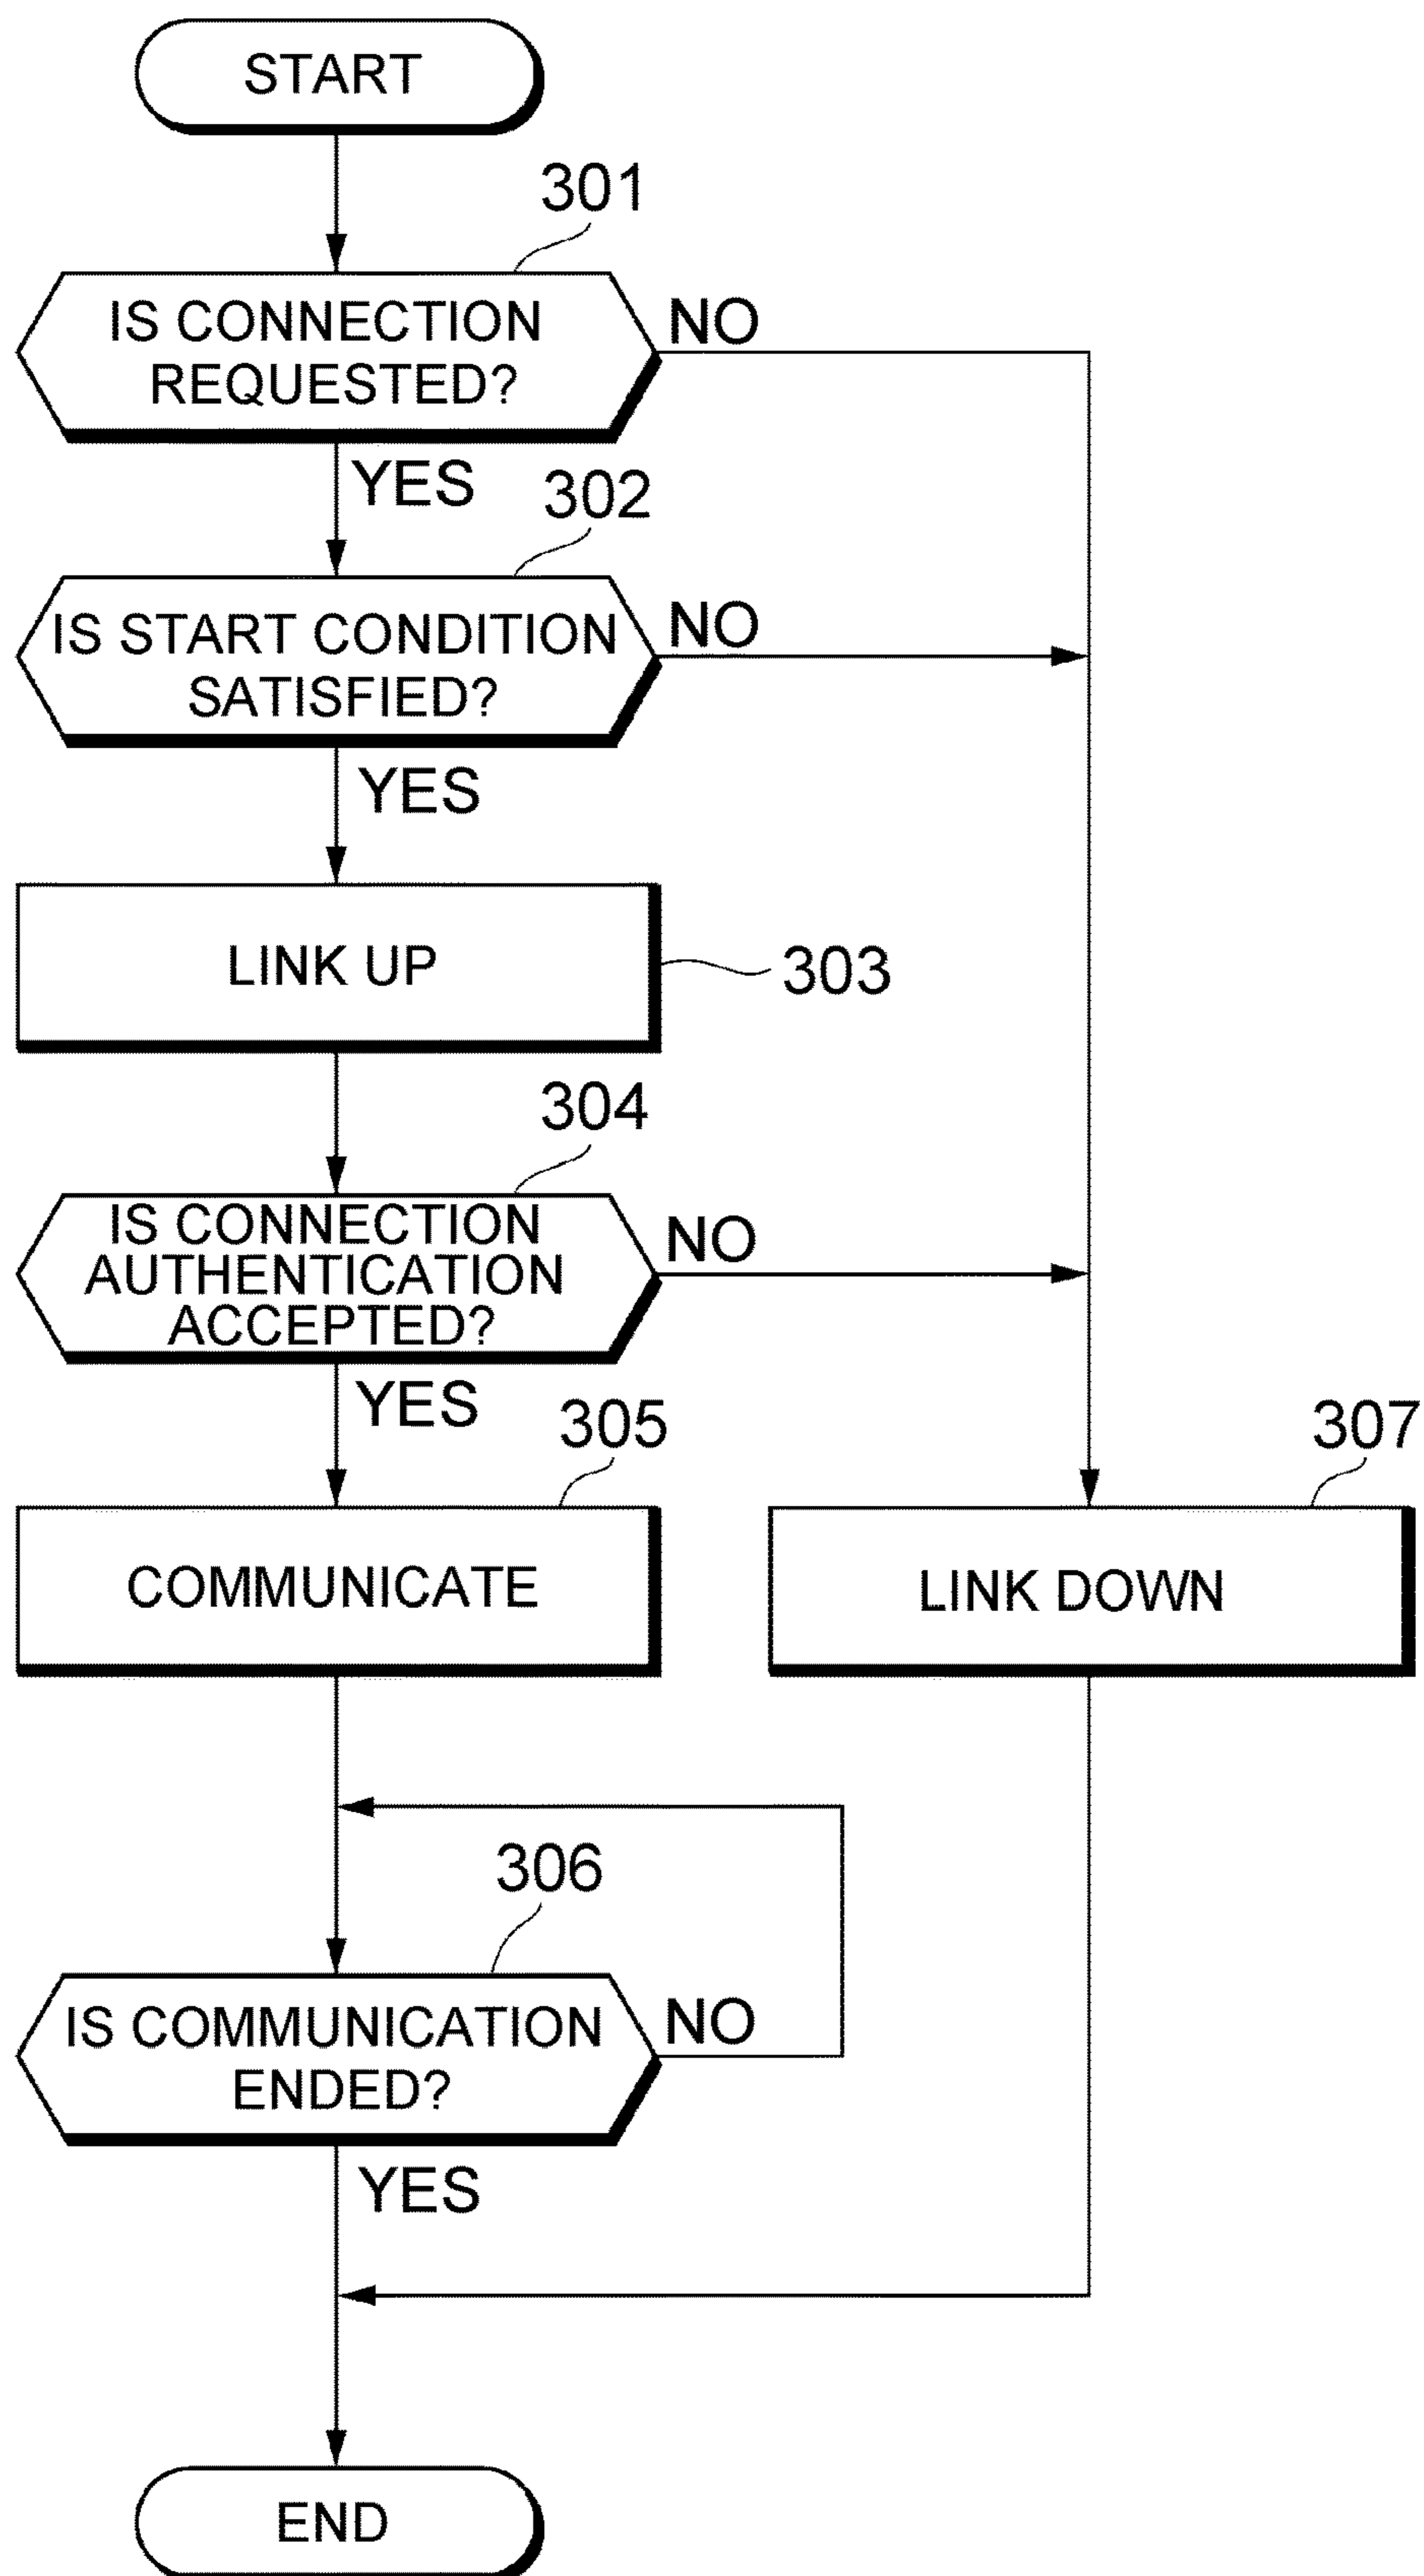 START
301
IS CONNECTION
REQUESTED?
NO
YES
302
IS START CONDITION
SATISFIED?
NO
YES
LINK UP
303
304
IS CONNECTION
AUTHENTICATION
ACCEPTED?
NO
YES
305
COMMUNICATE
307
LINK DOWN
306
IS COMMUNICATION
ENDED?
NO
YES
END